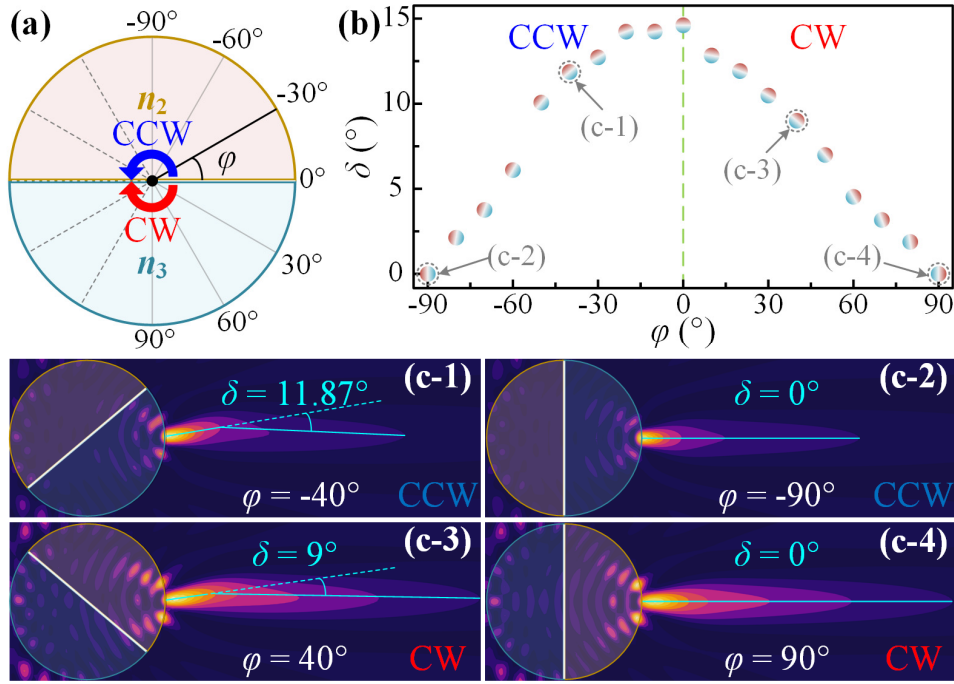 (a)
-90°
-60°
-30°
0°
30°
60°
90°
n₂
CCW
φ
CW
n₃
(b)
CCW
CW
15
10
5
0
δ (°)
(c-1)
(c-2)
(c-3)
(c-4)
-90
-60
-30
0
30
60
90
φ (°)
(c-1)
δ = 11.87°
φ = -40°
CCW
(c-2)
δ = 0°
φ = -90°
CCW
(c-3)
δ = 9°
φ = 40°
CW
(c-4)
δ = 0°
φ = 90°
CW